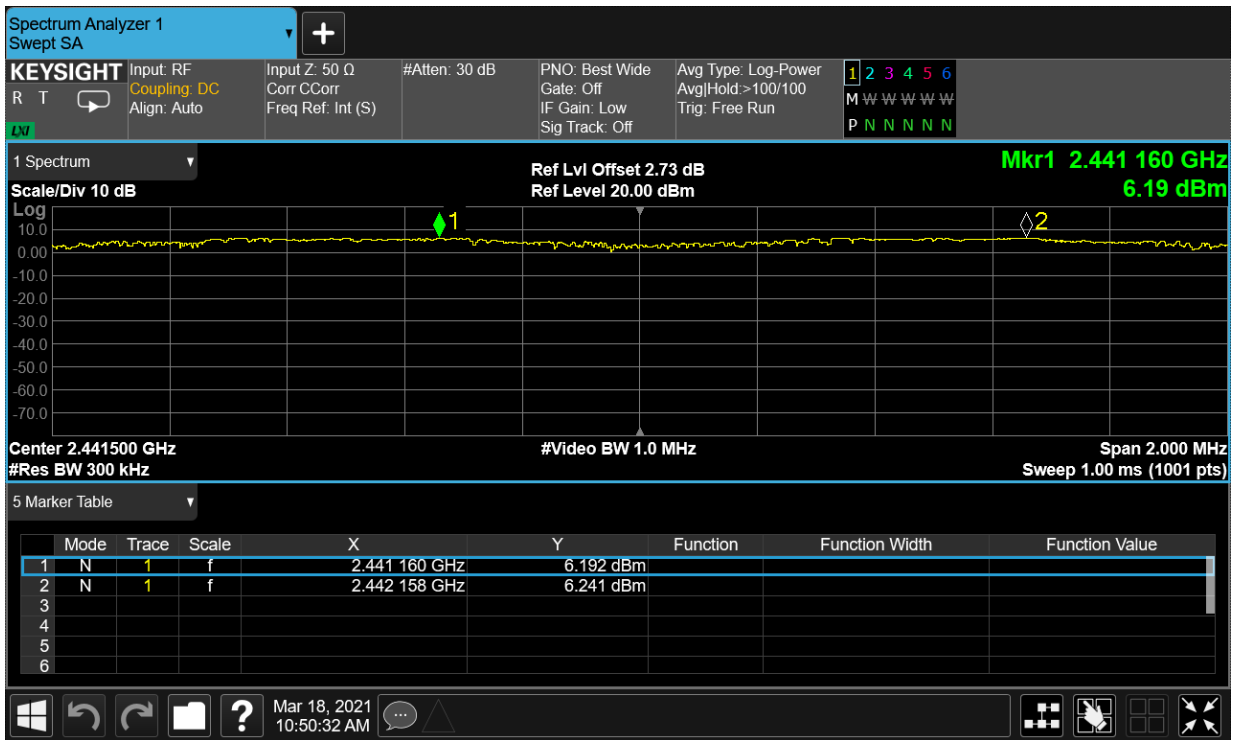 Spectrum Analyzer 1
Swept SA
+
KEYSIGHT Input: RF Input Z: 50 Ω #Atten: 30 dB PNO: Best Wide Avg Type: Log-Power 1 2 3 4 5 6
R T Coupling: DC Corr CCorr Gate: Off Avg|Hold:>100/100 M W W W W W
Align: Auto Freq Ref: Int (S) IF Gain: Low Trig: Free Run P N N N N N
LXI Sig Track: Off
1 Spectrum
Scale/Div 10 dB
Ref Lvl Offset 2.73 dB
Ref Level 20.00 dBm
Mkr1 2.441 160 GHz
6.19 dBm
Log
1 2
10.0
0.00
-10.0
-20.0
-30.0
-40.0
-50.0
-60.0
-70.0
Center 2.441500 GHz #Video BW 1.0 MHz Span 2.000 MHz
#Res BW 300 kHz Sweep 1.00 ms (1001 pts)
5 Marker Table
Mode Trace Scale X Y Function Function Width Function Value
1 N 1 f 2.441 160 GHz 6.192 dBm
2 N 1 f 2.442 158 GHz 6.241 dBm
3
4
5
6
? Mar 18, 2021
10:50:32 AM